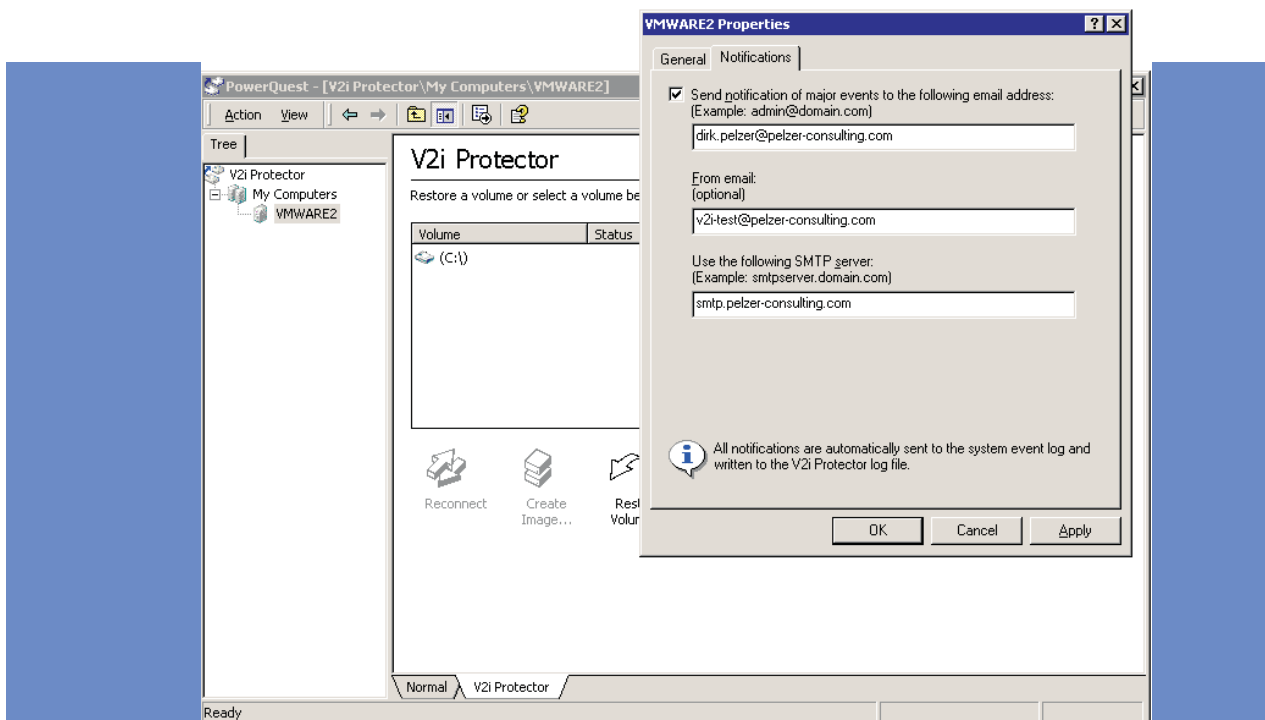 VMWARE2 Properties
General
Notifications
Send notification of major events to the following email address:
(Example: admin@domain.com)
dirk.pelzer@pelzer-consulting.com
From email:
(optional)
v2i-test@pelzer-consulting.com
Use the following SMTP server:
(Example: smtpserver.domain.com)
smtp.pelzer-consulting.com
All notifications are automatically sent to the system event log and
written to the V2i Protector log file.
OK
Cancel
Apply
PowerQuest - [V2i Protector\My Computers\VMWARE2]
Action
View
Tree
V2i Protector
My Computers
VMWARE2
V2i Protector
Restore a volume or select a volume be
Volume
Status
(C:\)
Reconnect
Create
Image...
Rest
Volum
Normal
V2i Protector
Ready